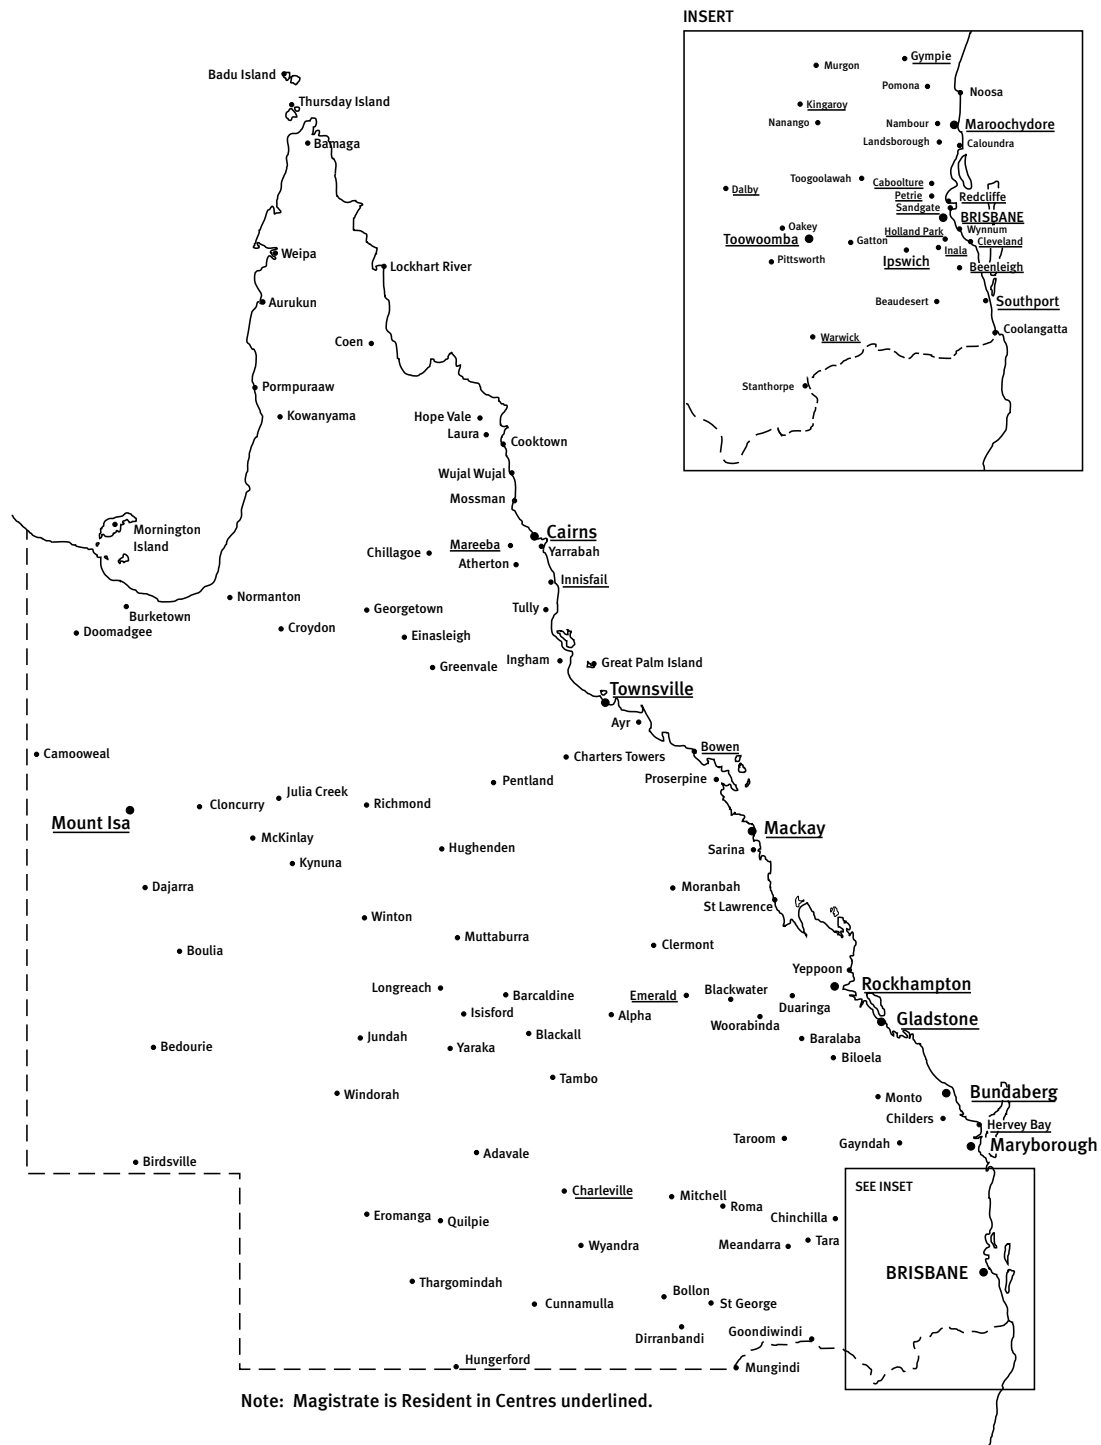 INSERT
Gympie
Murgon
Pomona
Noosa
Kingaroy
Nanango
Nambour
Maroochydore
Landsborough
Caloundra
Toogoolawah
Caboolture
Dalby
Petrie
Redcliffe
Sandgate
BRISBANE
Oakey
Wynnum
Holland Park
Toowoomba
Gatton
Cleveland
Inala
Ipswich
Pittsworth
Beenleigh
Beaudesert
Southport
Coolangatta
Warwick
Stanthorpe
Badu Island
Thursday Island
Bamaga
Weipa
Lockhart River
Aurukun
Coen
Pormpuraaw
Kowanyama
Hope Vale
Laura
Cooktown
Wujal Wujal
Mossman
Mornington
Island
Cairns
Mareeba
Yarrabah
Chillagoe
Atherton
Innisfail
Normanton
Georgetown
Tully
Burketown
Doomadgee
Croydon
Einasleigh
Ingham
Great Palm Island
Greenvale
Townsville
Ayr
Camooweal
Bowen
Charters Towers
Pentland
Proserpine
Julia Creek
Cloncurry
Richmond
Mount Isa
Mackay
McKinlay
Hughenden
Sarina
Kynuna
Dajarra
Moranbah
St Lawrence
Winton
Muttaburra
Clermont
Boulia
Yeppoon
Longreach
Barcaldine
Emerald
Blackwater
Rockhampton
Duaringa
Isisford
Alpha
Woorabinda
Gladstone
Jundah
Blackall
Baralaba
Bedourie
Yaraka
Biloela
Tambo
Windorah
Monto
Bundaberg
Childers
Hervey Bay
Taroom
Gayndah
Maryborough
Birdsville
Adavale
SEE INSET
Charleville
Mitchell
Roma
Eromanga
Quilpie
Chinchilla
Wyandra
Meandarra
Tara
BRISBANE
Thargomindah
Bollon
Cunnamulla
St George
Dirranbandi
Goondiwindi
Hungerford
Mungindi
Note: Magistrate is Resident in Centres underlined.